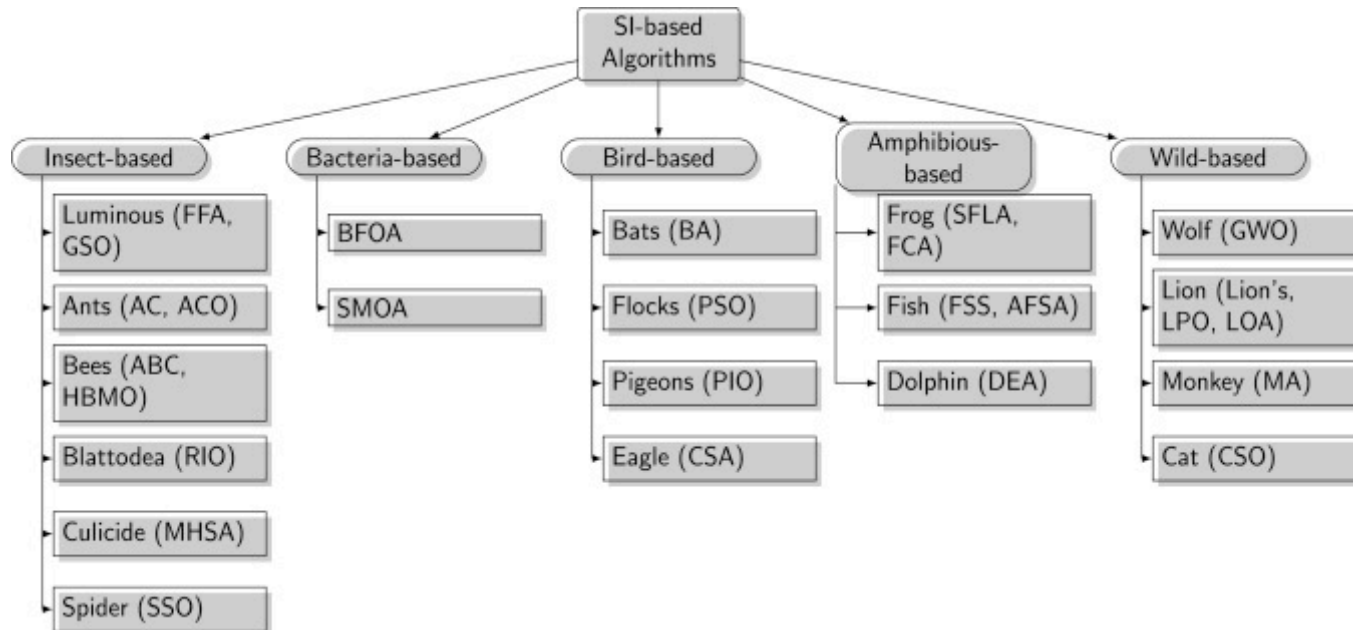 SI-based
Algorithms
Insect-based
Luminous (FFA,
GSO)
Ants (AC, ACO)
Bees (ABC,
HBMO)
Blattodea (RIO)
Culicide (MHSA)
Spider (SSO)
Bacteria-based
BFOA
SMOA
Bird-based
Bats (BA)
Flocks (PSO)
Pigeons (PIO)
Eagle (CSA)
Amphibious-
based
Frog (SFLA,
FCA)
Fish (FSS, AFSA)
Dolphin (DEA)
Wild-based
Wolf (GWO)
Lion (Lion's,
LPO, LOA)
Monkey (MA)
Cat (CSO)